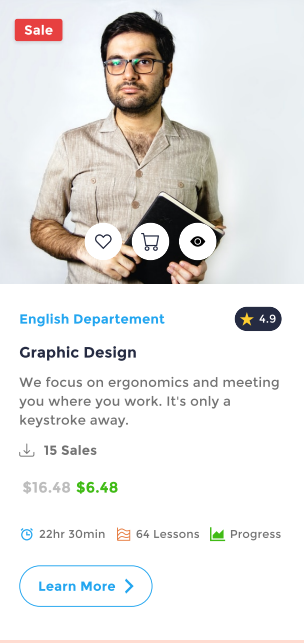 Sale
English Departement
4.9
Graphic Design
We focus on ergonomics and meeting
you where you work. It's only a
keystroke away.
15 Sales
$16.48 $6.48
22hr 30min 64 Lessons Progress
Learn More